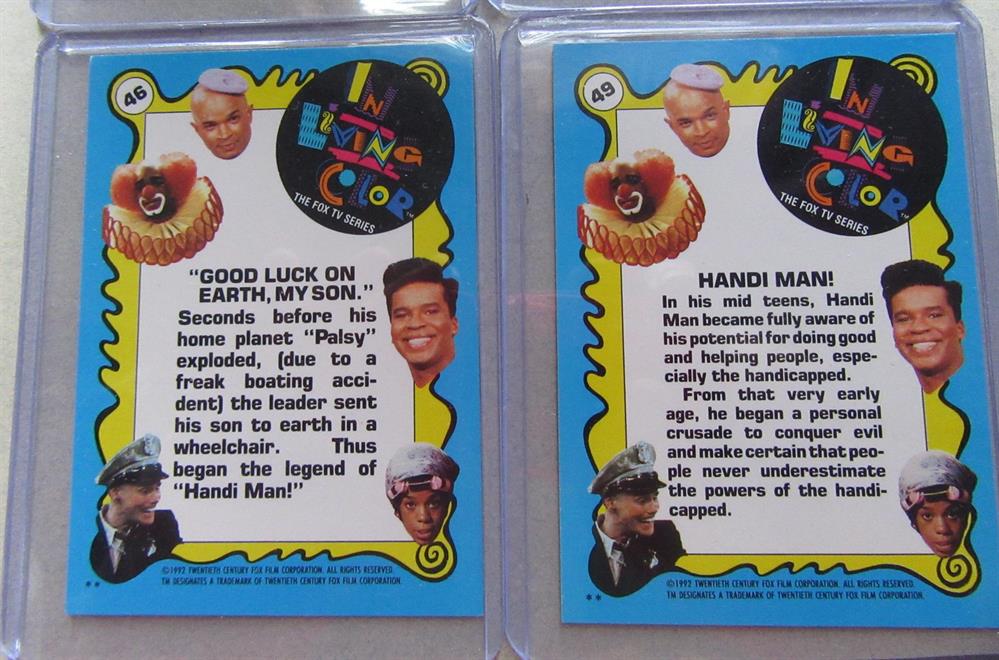 46
IN
LIVING
COLOR™
THE FOX TV SERIES
"GOOD LUCK ON
EARTH, MY SON."
Seconds before his
home planet "Palsy"
exploded, (due to a
freak boating acci-
dent) the leader sent
his son to earth in a
wheelchair. Thus
began the legend of
"Handi Man!"
©1992 TWENTIETH CENTURY FOX FILM CORPORATION. ALL RIGHTS RESERVED.
TM DESIGNATES A TRADEMARK OF TWENTIETH CENTURY FOX FILM CORPORATION.
**
49
IN
LIVING
COLOR™
THE FOX TV SERIES
HANDI MAN!
In his mid teens, Handi
Man became fully aware of
his potential for doing good
and helping people, espe-
cially the handicapped.
From that very early
age, he began a personal
crusade to conquer evil
and make certain that peo-
ple never underestimate
the powers of the handi-
capped.
©1992 TWENTIETH CENTURY FOX FILM CORPORATION. ALL RIGHTS RESERVED.
TM DESIGNATES A TRADEMARK OF TWENTIETH CENTURY FOX FILM CORPORATION.
**